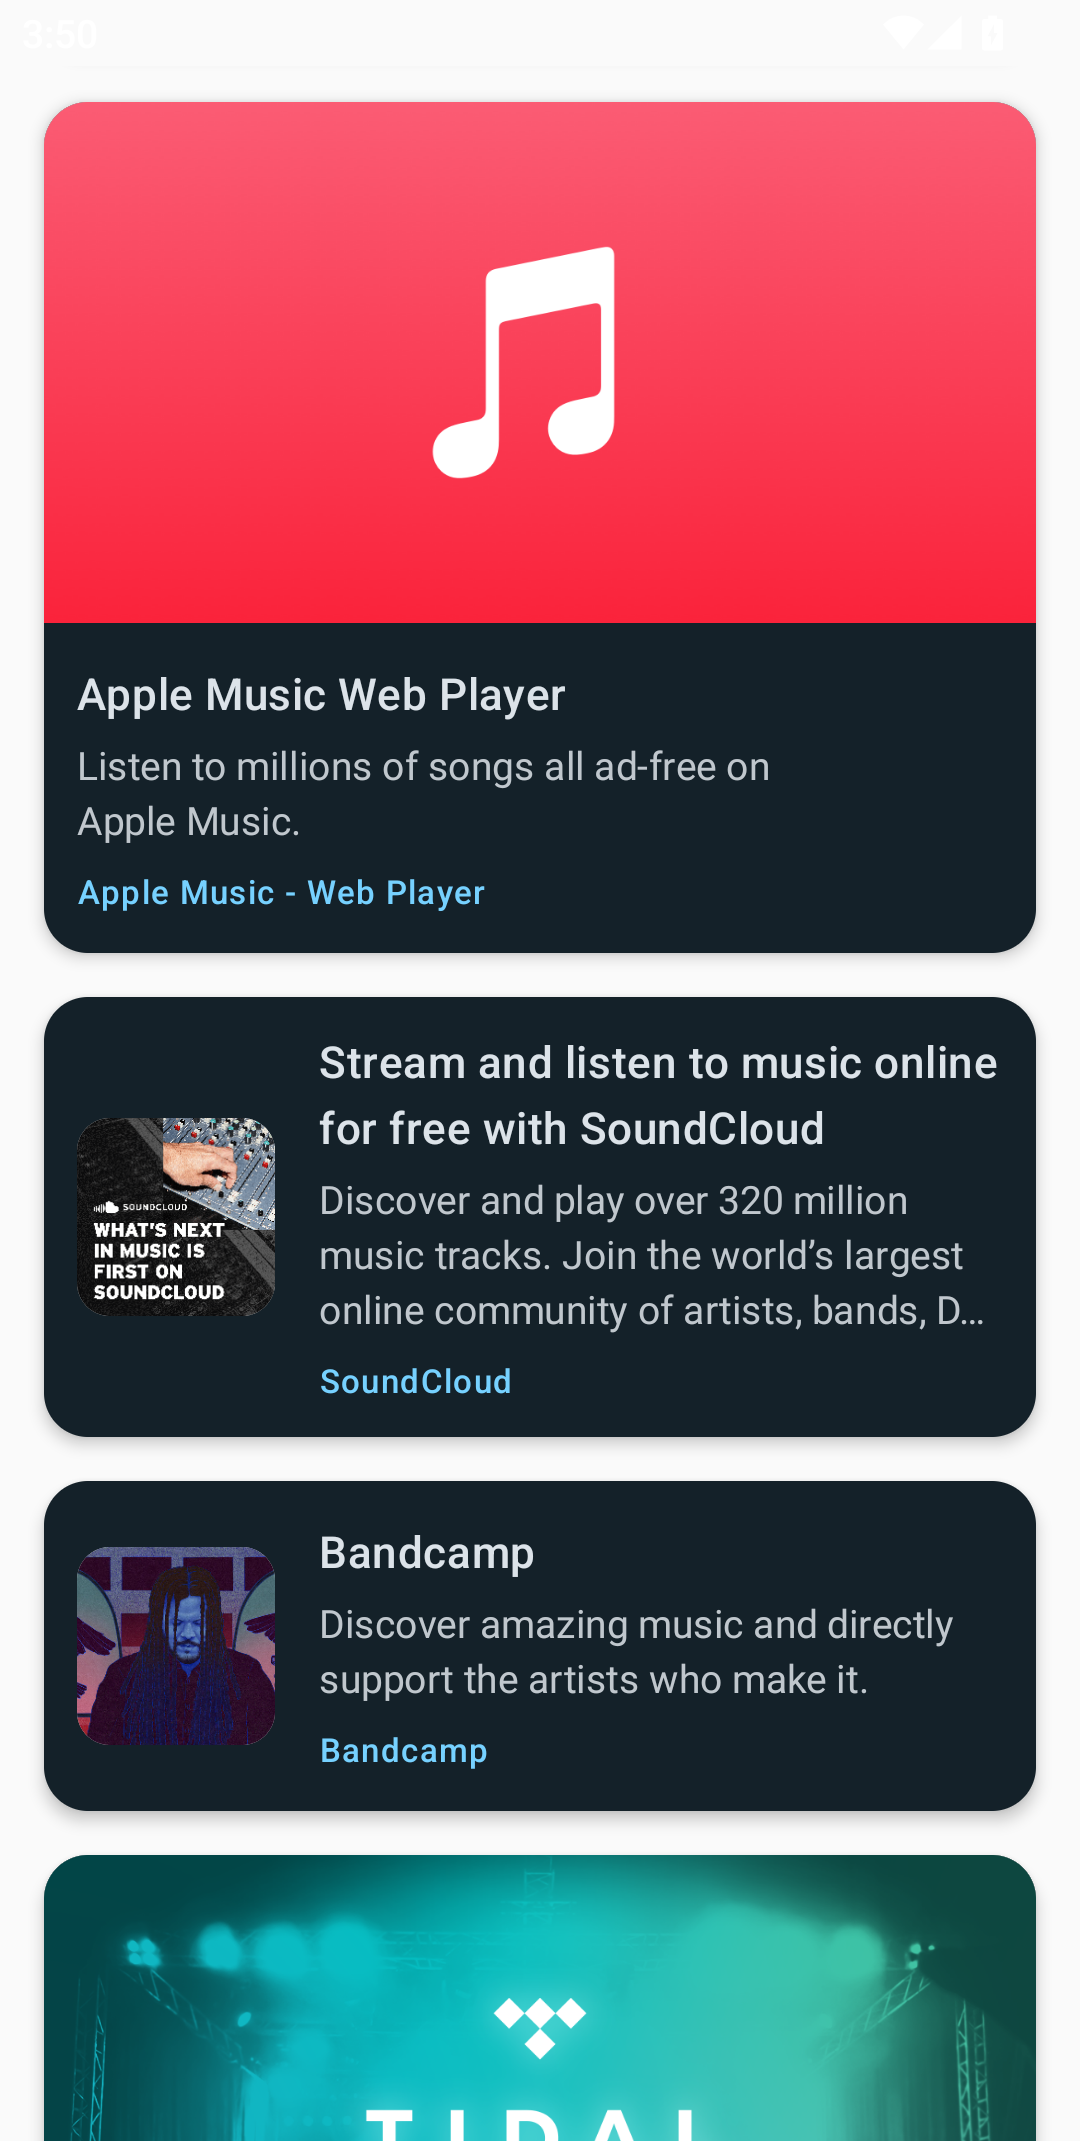 3:50
Apple Music Web Player
Listen to millions of songs all ad-free on
Apple Music.
Apple Music - Web Player
Stream and listen to music online
for free with SoundCloud
Discover and play over 320 million
music tracks. Join the world’s largest
online community of artists, bands, D…
SoundCloud
SOUNDCLOUD
WHAT'S NEXT
IN MUSIC IS
FIRST ON
SOUNDCLOUD
Bandcamp
Discover amazing music and directly
support the artists who make it.
Bandcamp
TIDAL